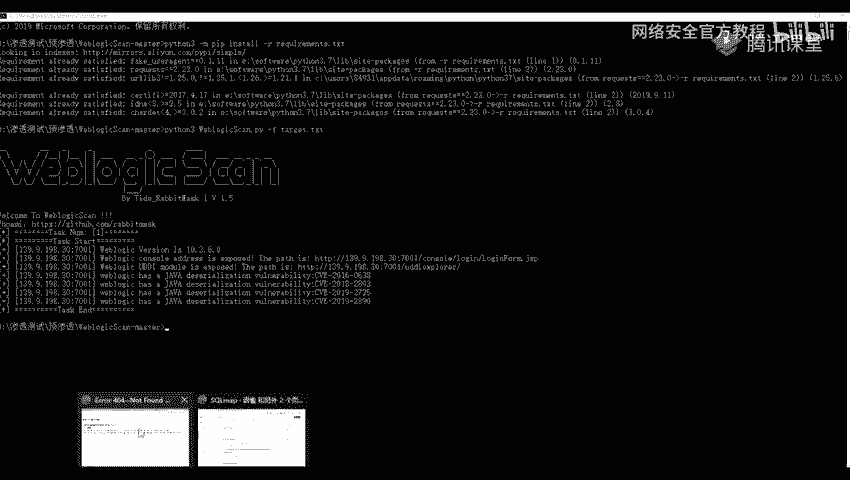 (c) 2019 Microsoft Corporation. 保留所有权利。
网络安全官方教程
腾讯课堂
D:\渗透测试\预渗透\WeblogicScan-master>python3 -m pip install -r requirements.txt
Looking in indexes: http://mirrors.aliyun.com/pypi/simple/
Requirement already satisfied: fake_useragent=0.1.11 in e:\software\python3.7\lib\site-packages (from -r requirements.txt (line 1)) (0.1.11)
Requirement already satisfied: requests==2.23.0 in e:\software\python3.7\lib\site-packages (from -r requirements.txt (line 2)) (2.23.0)
Requirement already satisfied: urllib3!=1.25.0,!=1.25.1,<1.26,>=1.21.1 in c:\users\84931\appdata\roaming\python\python37\site-packages (from requests==2.23.0->-r requirements.txt (line 2)) (1.25.6)
Requirement already satisfied: certifi>=2017.4.17 in e:\software\python3.7\lib\site-packages (from requests==2.23.0->-r requirements.txt (line 2)) (2019.9.11)
Requirement already satisfied: idna<3,>=2.5 in e:\software\python3.7\lib\site-packages (from requests==2.23.0->-r requirements.txt (line 2)) (2.8)
Requirement already satisfied: chardet<4,>=3.0.2 in e:\software\python3.7\lib\site-packages (from requests==2.23.0->-r requirements.txt (line 2)) (3.0.4)
D:\渗透测试\预渗透\WeblogicScan-master>python3 WeblogicScan.py -f target.txt
WeblogicScan
By Tide_RabbitMask | V 1.5
Welcome To WeblogicScan !!!
Whoami: https://github.com/rabbitmask
[*] =======Task Num: [1]=======
[*] =========Task Start=========
[+] [139.9.198.30:7001] Weblogic Version Is 10.3.6.0
[+] [139.9.198.30:7001] Weblogic console address is exposed! The path is: http://139.9.198.30:7001/console/login/LoginForm.jsp
[+] [139.9.198.30:7001] Weblogic UDDI module is exposed! The path is: http://139.9.198.30:7001/uddiexplorer/
[+] [139.9.198.30:7001] weblogic has a JAVA deserialization vulnerability:CVE-2016-0638
[+] [139.9.198.30:7001] weblogic has a JAVA deserialization vulnerability:CVE-2018-2893
[+] [139.9.198.30:7001] weblogic has a JAVA deserialization vulnerability:CVE-2019-2725
[+] [139.9.198.30:7001] weblogic has a JAVA deserialization vulnerability:CVE-2019-2890
[*] =========Task End=========
D:\渗透测试\预渗透\WeblogicScan-master>
Error 404--Not Found